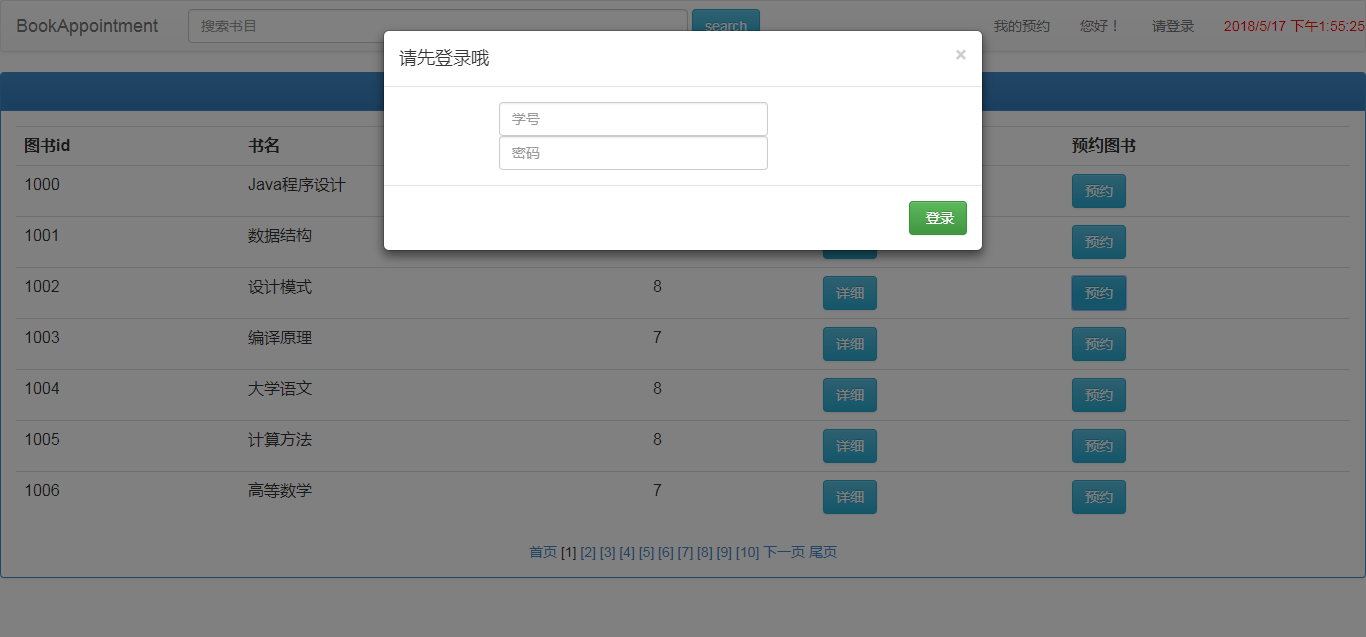 BookAppointment 搜索书目 search 我的预约 您好！ 请登录 2018/5/17 下午1:55:25
请先登录哦 ×
学号
密码
登录
图书id 书名 预约图书
1000 Java程序设计 预约
1001 数据结构 预约
1002 设计模式 8 详细 预约
1003 编译原理 7 详细 预约
1004 大学语文 8 详细 预约
1005 计算方法 8 详细 预约
1006 高等数学 7 详细 预约
首页 [1] [2] [3] [4] [5] [6] [7] [8] [9] [10] 下一页 尾页